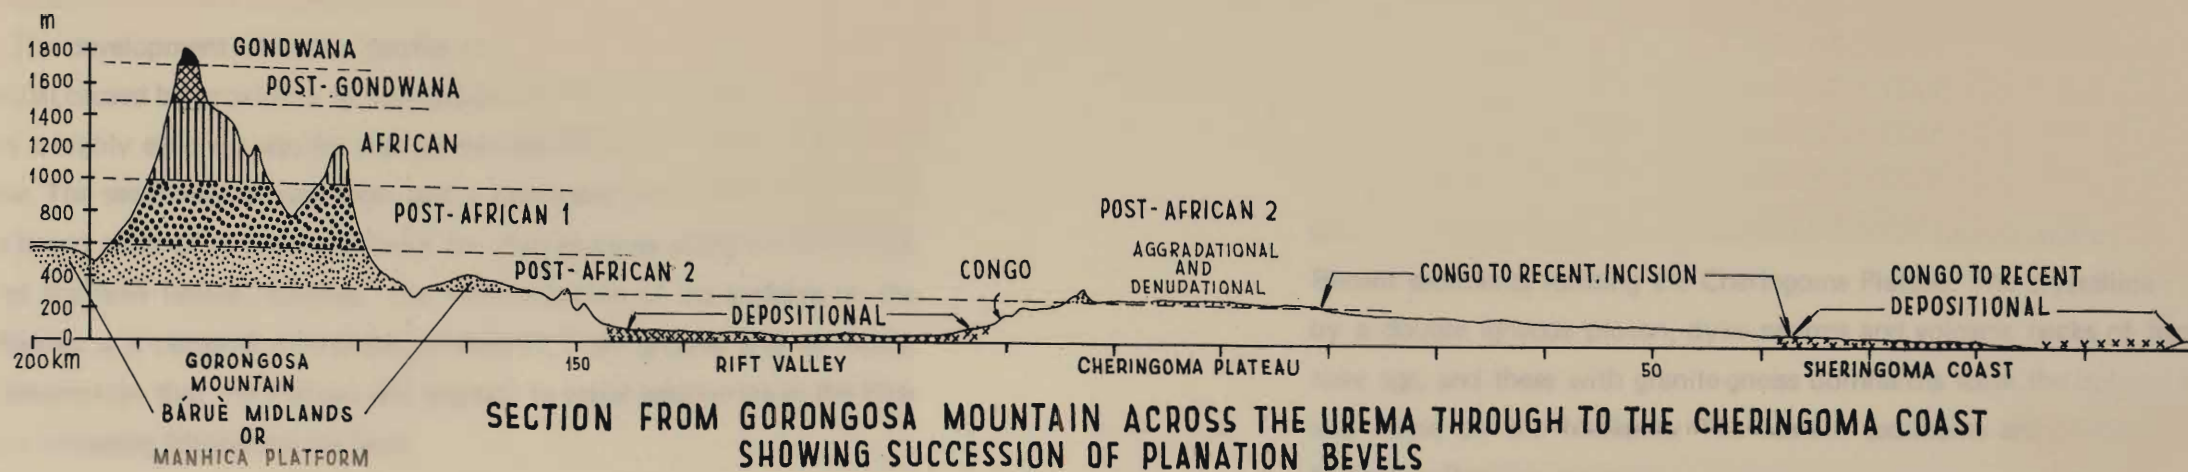 m
1800
1600
1400
1200
1000
800
400
200
0
GONDWANA
POST-GONDWANA
AFRICAN
POST-AFRICAN 1
POST-AFRICAN 2
DEPOSITIONAL
CONGO
POST-AFRICAN 2
AGGRADATIONAL
AND
DENUDATIONAL
CONGO TO RECENT. INCISION
CONGO TO RECENT
DEPOSITIONAL
200km
150
50
GORONGOSA
MOUNTAIN
RIFT VALLEY
CHERINGOMA PLATEAU
SHERINGOMA COAST
BÁRUÈ MIDLANDS
OR
MANHICA PLATFORM
SECTION FROM GORONGOSA MOUNTAIN ACROSS THE UREMA THROUGH TO THE CHERINGOMA COAST
SHOWING SUCCESSION OF PLANATION BEVELS